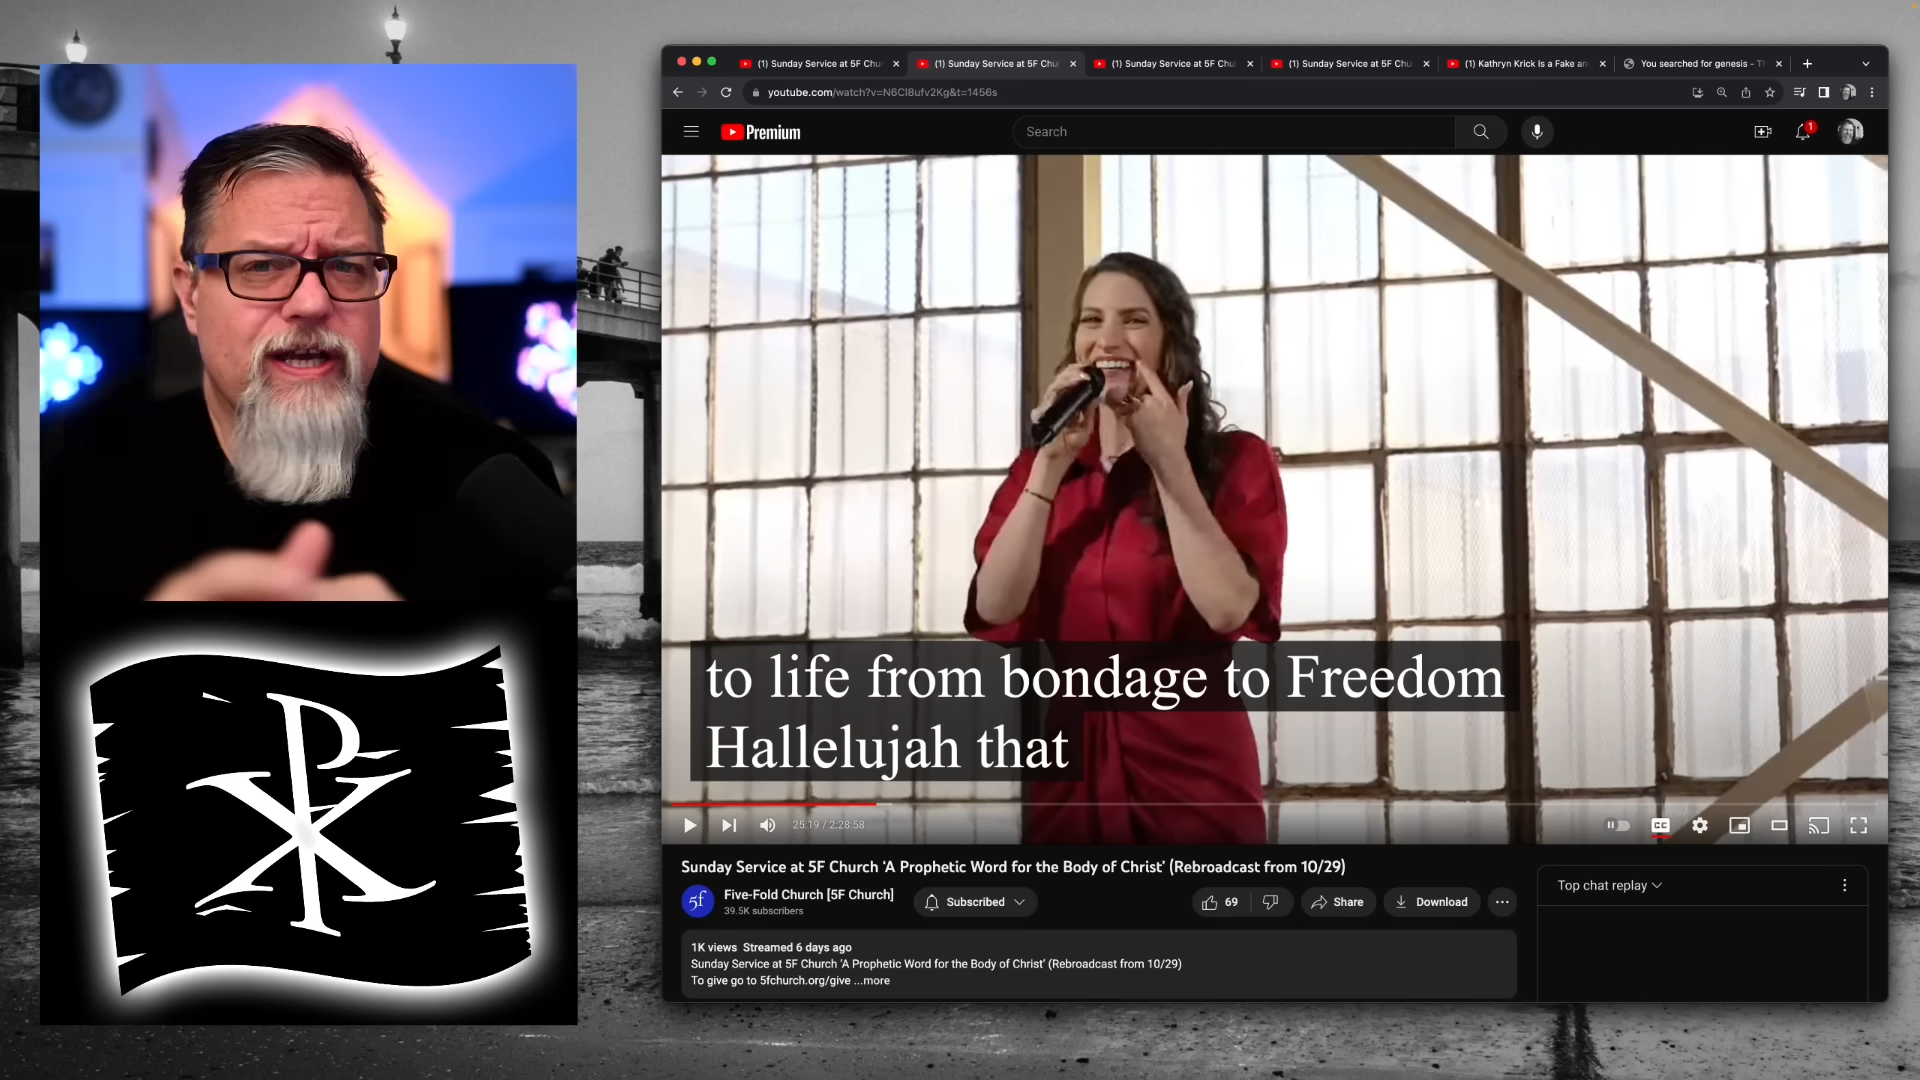 (1) Sunday Service at 5F Chu
(1) Sunday Service at 5F Chu
(1) Sunday Service at 5F Chu
(1) Sunday Service at 5F Chu
(1) Kathryn Krick Is a Fake an
You searched for genesis - T
youtube.com/watch?v=N6Cl8ufv2Kg&t=1456s
Premium
Search
1
to life from bondage to Freedom
Hallelujah that
25:19 / 2:28:58
CC
Sunday Service at 5F Church 'A Prophetic Word for the Body of Christ' (Rebroadcast from 10/29)
5f
Five-Fold Church [5F Church]
39.5K subscribers
Subscribed
69
Share
Download
Top chat replay
1K views Streamed 6 days ago
Sunday Service at 5F Church 'A Prophetic Word for the Body of Christ' (Rebroadcast from 10/29)
To give go to 5fchurch.org/give ...more